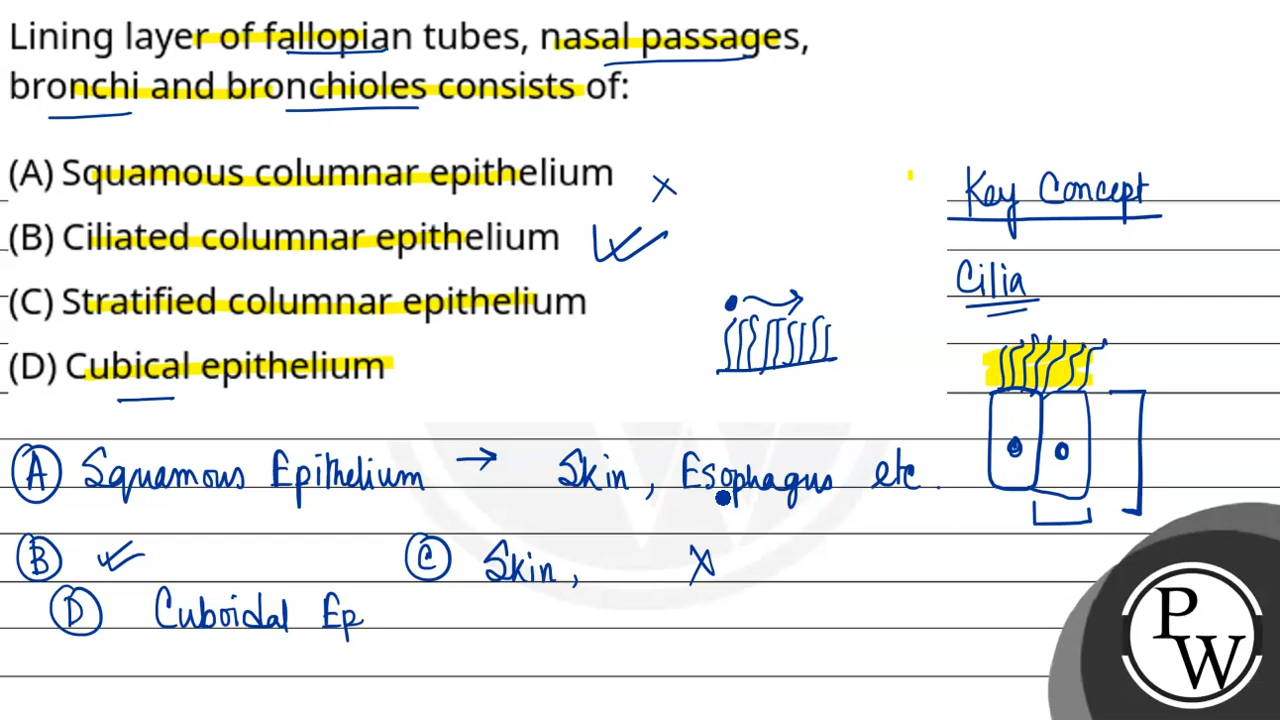 Lining layer of fallopian tubes, nasal passages,
bronchi and bronchioles consists of:
(A) Squamous columnar epithelium
(B) Ciliated columnar epithelium
(C) Stratified columnar epithelium
(D) Cubical epithelium
Key Concept
Cilia
(A) Squamous Epithelium → Skin, Esophagus etc.
(B) ✓ (C) Skin, ×
(D) Cuboidal Ep
PW